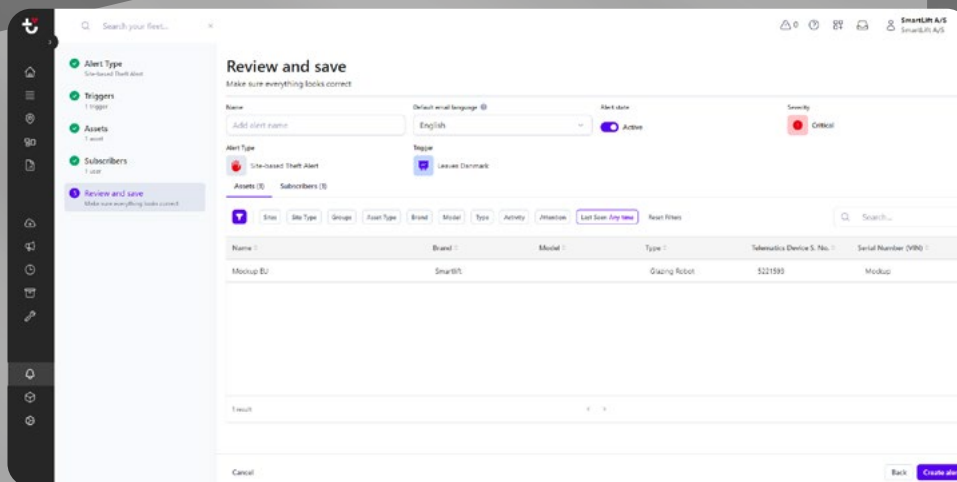 Search your fleet...
0
SmartLift A/S
SmartLift A/S
Alert Type
Site-based Theft Alert
Triggers
1 trigger
Assets
1 asset
Subscribers
1 user
Review and save
Make sure everything looks correct
Review and save
Make sure everything looks correct
Name
Default email language
Alert state
Severity
Add alert name
English
Active
Critical
Alert Type
Trigger
Site-based Theft Alert
Leaves Danmark
Assets (1)
Subscribers (1)
Sites
Site Type
Groups
Asset Type
Brand
Model
Type
Activity
Attention
Last Seen Any time
Reset filters
Search...
Name
Brand
Model
Type
Telematics Device S. No.
Serial Number (VIN)
Mockup EU
Smartlift
Glazing Robot
Mockup
1 result
Cancel
Back
Create aler